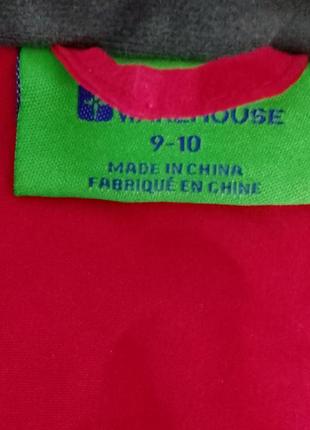 WAREHOUSE
9-10
MADE IN CHINA
FABRIQUÉ EN CHINE